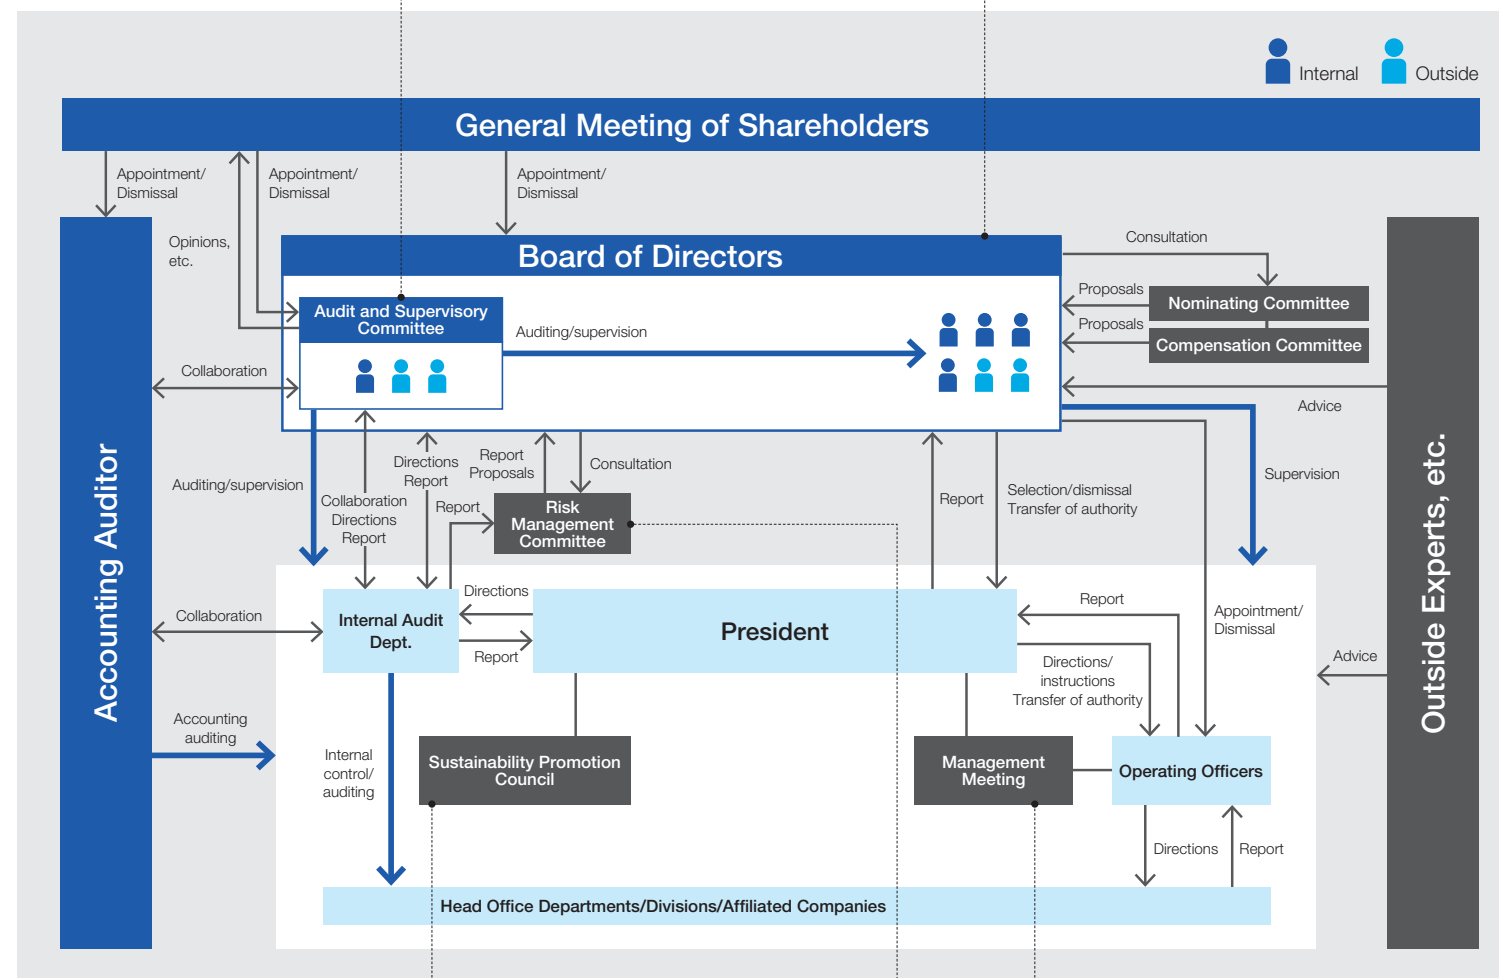 Internal
Outside
General Meeting of Shareholders
Appointment/
Dismissal
Appointment/
Dismissal
Appointment/
Dismissal
Opinions,
etc.
Board of Directors
Consultation
Audit and Supervisory
Committee
Auditing/supervision
Proposals
Nominating Committee
Proposals
Compensation Committee
Collaboration
Advice
Accounting Auditor
Outside Experts, etc.
Auditing/supervision
Collaboration
Directions
Report
Directions
Report
Report
Report
Proposals
Consultation
Risk
Management
Committee
Report
Selection/dismissal
Transfer of authority
Supervision
Collaboration
Internal Audit
Dept.
Directions
Report
President
Report
Appointment/
Dismissal
Directions/
instructions
Transfer of authority
Advice
Accounting
auditing
Internal
control/
auditing
Sustainability Promotion
Council
Management
Meeting
Operating Officers
Directions
Report
Head Office Departments/Divisions/Affiliated Companies